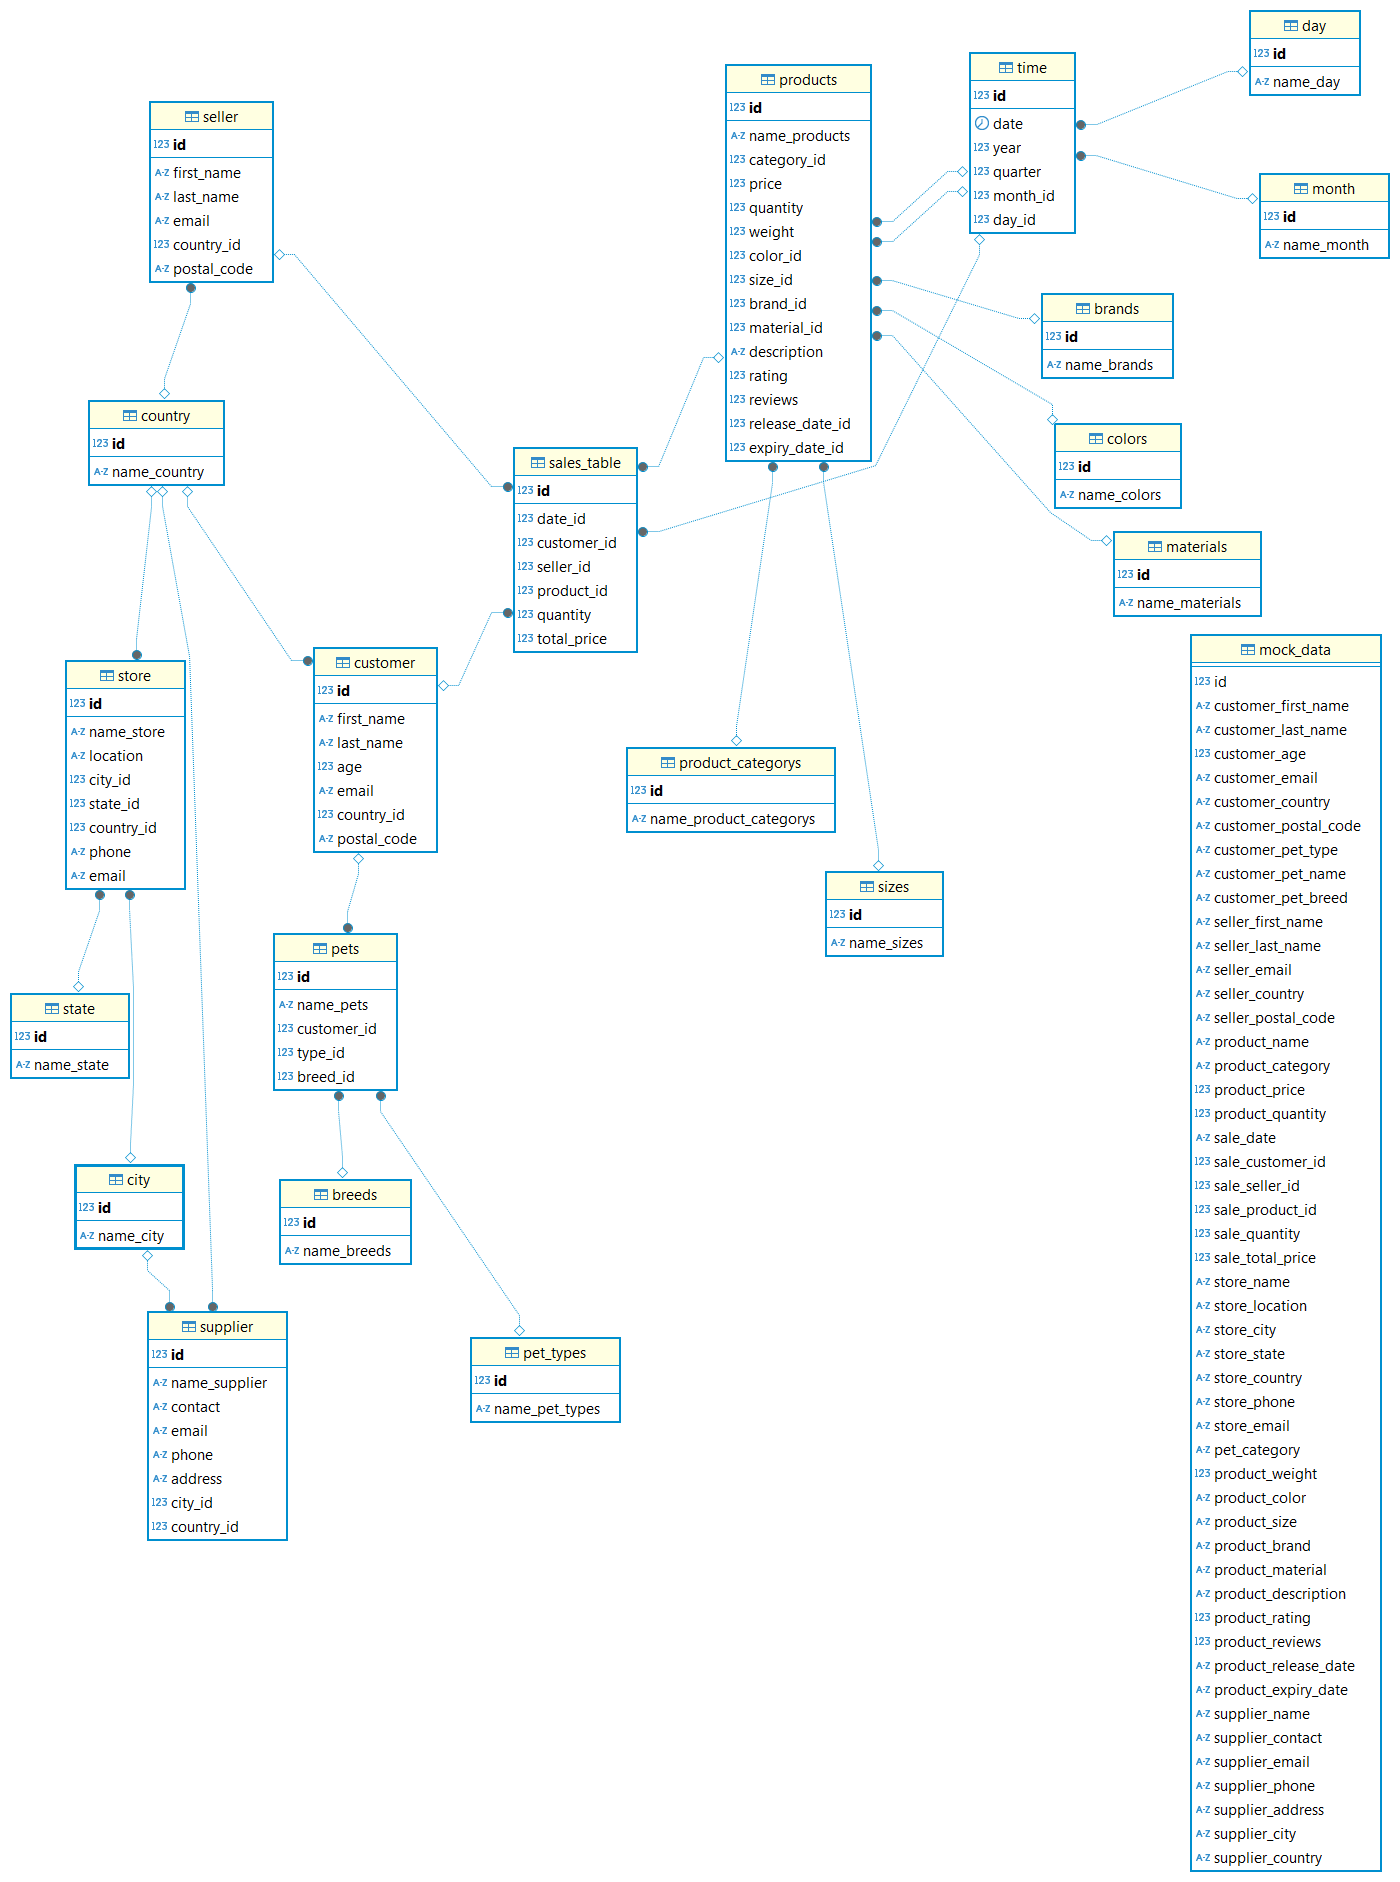 day
123 id
A-Z name_day
time
123 id
date
123 year
123 quarter
123 month_id
123 day_id
products
123 id
A-Z name_products
123 category_id
123 price
123 quantity
123 weight
123 color_id
123 size_id
123 brand_id
123 material_id
A-Z description
123 rating
123 reviews
123 release_date_id
123 expiry_date_id
seller
123 id
A-Z first_name
A-Z last_name
A-Z email
123 country_id
A-Z postal_code
month
123 id
A-Z name_month
brands
123 id
A-Z name_brands
country
123 id
A-Z name_country
colors
123 id
A-Z name_colors
sales_table
123 id
123 date_id
123 customer_id
123 seller_id
123 product_id
123 quantity
123 total_price
materials
123 id
A-Z name_materials
store
123 id
A-Z name_store
A-Z location
123 city_id
123 state_id
123 country_id
A-Z phone
A-Z email
customer
123 id
A-Z first_name
A-Z last_name
123 age
A-Z email
123 country_id
A-Z postal_code
product_categorys
123 id
A-Z name_product_categorys
sizes
123 id
A-Z name_sizes
pets
123 id
A-Z name_pets
123 customer_id
123 type_id
123 breed_id
state
123 id
A-Z name_state
city
123 id
A-Z name_city
breeds
123 id
A-Z name_breeds
supplier
123 id
A-Z name_supplier
A-Z contact
A-Z email
A-Z phone
A-Z address
123 city_id
123 country_id
pet_types
123 id
A-Z name_pet_types
mock_data
123 id
A-Z customer_first_name
A-Z customer_last_name
123 customer_age
A-Z customer_email
A-Z customer_country
A-Z customer_postal_code
A-Z customer_pet_type
A-Z customer_pet_name
A-Z customer_pet_breed
A-Z seller_first_name
A-Z seller_last_name
A-Z seller_email
A-Z seller_country
A-Z seller_postal_code
A-Z product_name
A-Z product_category
123 product_price
123 product_quantity
A-Z sale_date
123 sale_customer_id
123 sale_seller_id
123 sale_product_id
123 sale_quantity
123 sale_total_price
A-Z store_name
A-Z store_location
A-Z store_city
A-Z store_state
A-Z store_country
A-Z store_phone
A-Z store_email
A-Z pet_category
123 product_weight
A-Z product_color
A-Z product_size
A-Z product_brand
A-Z product_material
A-Z product_description
123 product_rating
123 product_reviews
A-Z product_release_date
A-Z product_expiry_date
A-Z supplier_name
A-Z supplier_contact
A-Z supplier_email
A-Z supplier_phone
A-Z supplier_address
A-Z supplier_city
A-Z supplier_country